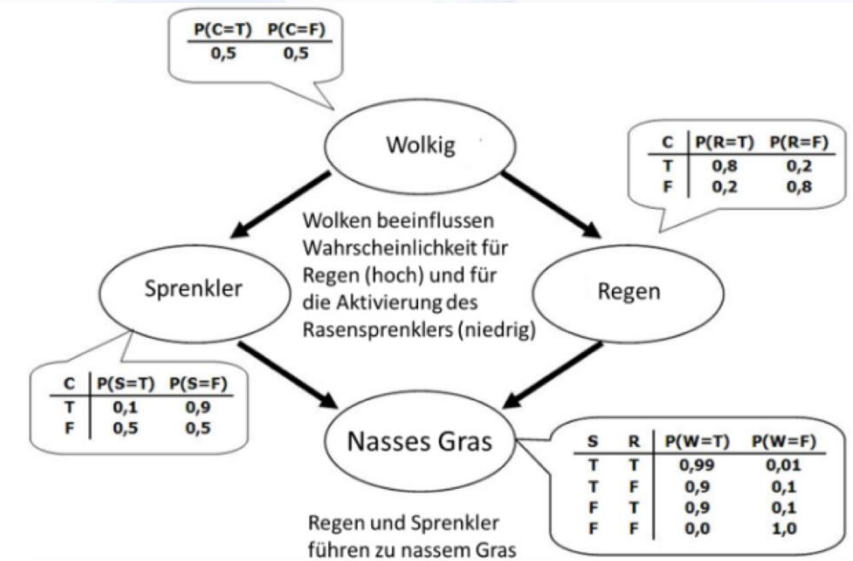 P(C=T) P(C=F)
0,5 0,5
Wolkig
C P(R=T) P(R=F)
T 0,8 0,2
F 0,2 0,8
Wolken beeinflussen
Wahrscheinlichkeit für
Regen (hoch) und für
die Aktivierung des
Rasensprenklers (niedrig)
Sprenkler
Regen
C P(S=T) P(S=F)
T 0,1 0,9
F 0,5 0,5
Nasses Gras
S R P(W=T) P(W=F)
T T 0,99 0,01
T F 0,9 0,1
F T 0,9 0,1
F F 0,0 1,0
Regen und Sprenkler
führen zu nassem Gras